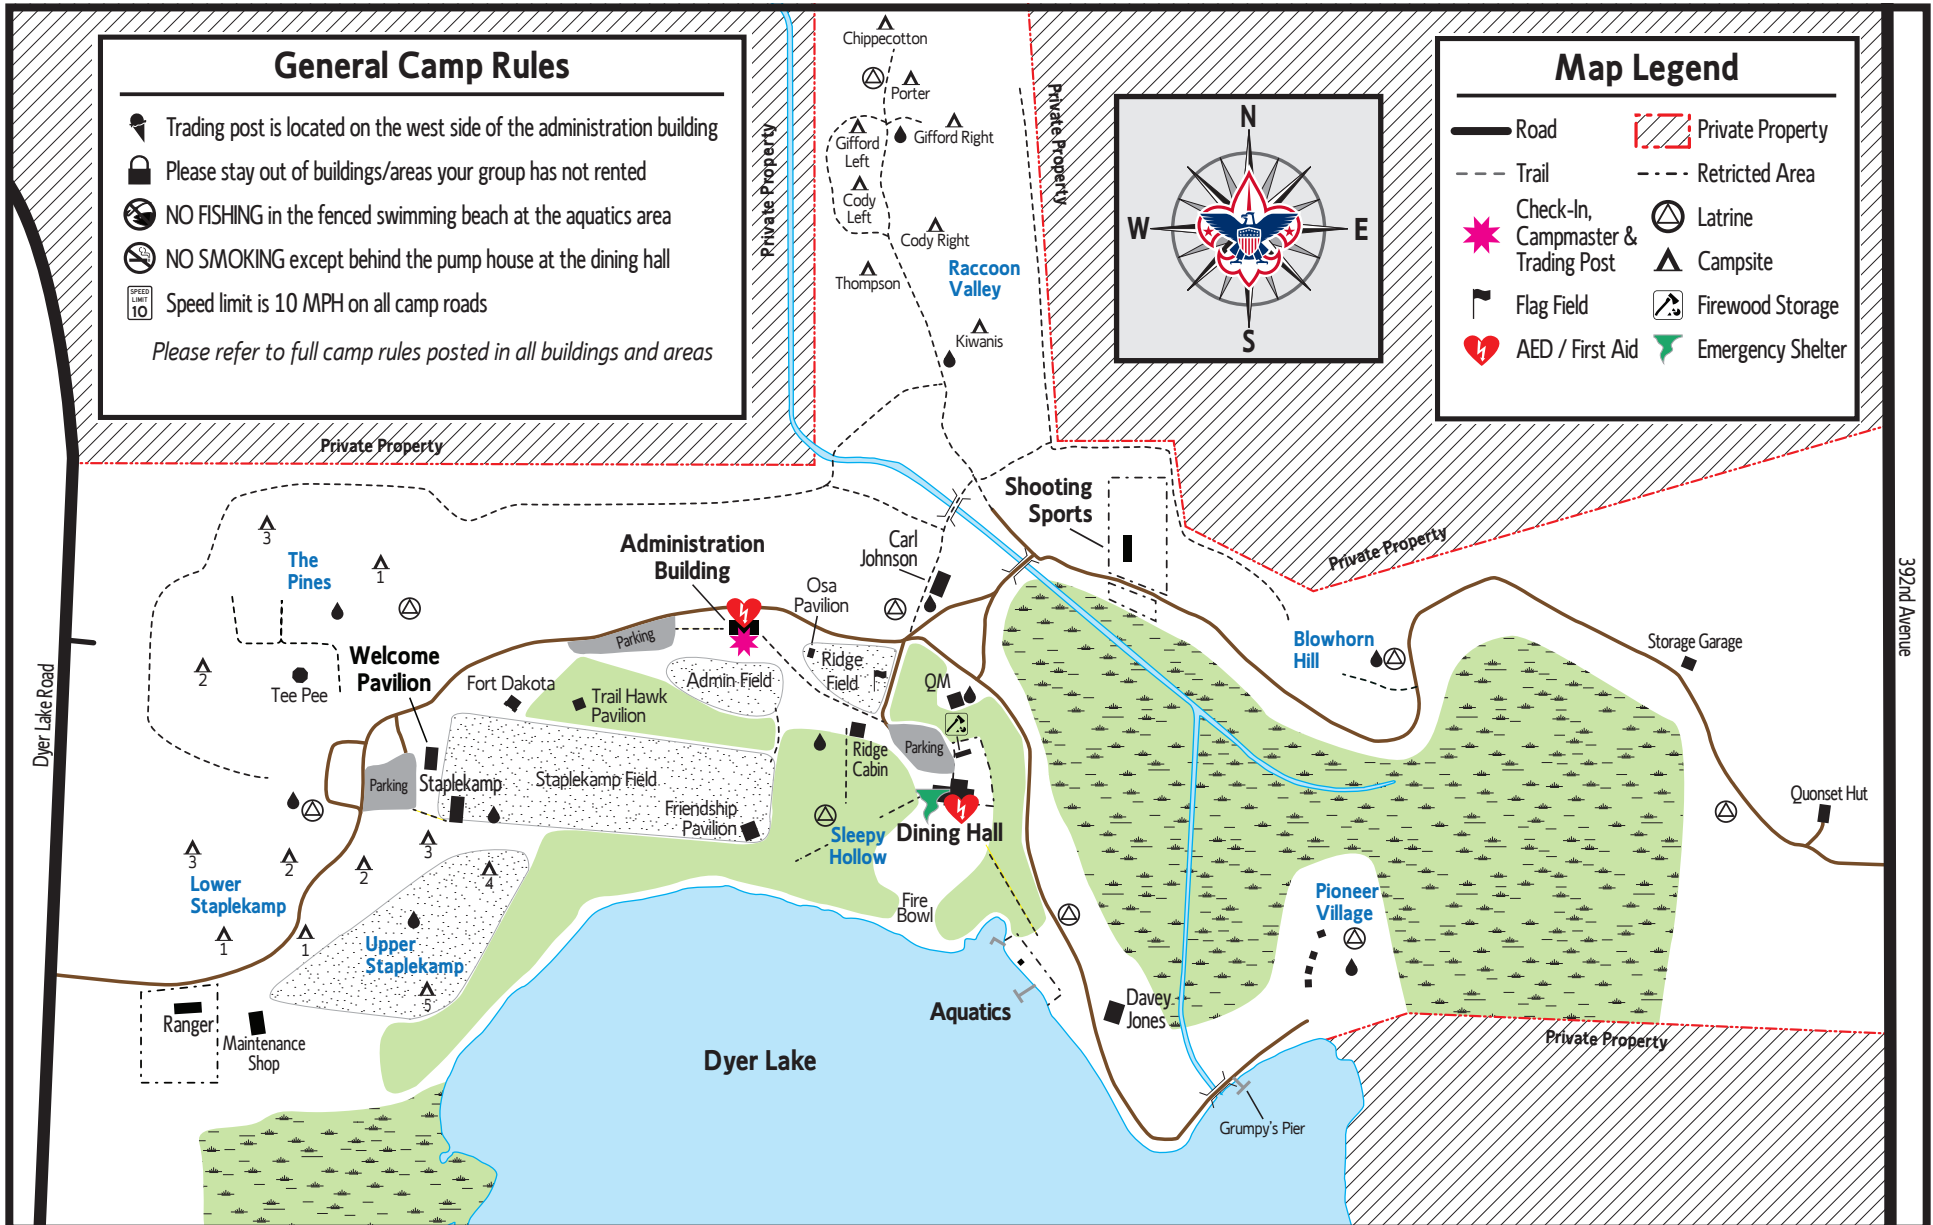 General Camp Rules
Trading post is located on the west side of the administration building
Please stay out of buildings/areas your group has not rented
NO FISHING in the fenced swimming beach at the aquatics area
NO SMOKING except behind the pump house at the dining hall
SPEED
LIMIT
10
Speed limit is 10 MPH on all camp roads
Please refer to full camp rules posted in all buildings and areas
Map Legend
Road
Private Property
Trail
Retricted Area
Check-In,
Campmaster &
Trading Post
Latrine
Campsite
Flag Field
Firewood Storage
AED / First Aid
Emergency Shelter
N
W
E
S
Chippecotton
Porter
Gifford
Left
Gifford Right
Cody
Left
Cody Right
Thompson
Raccoon
Valley
Kiwanis
Private Property
Private Property
Private Property
Private Property
Private Property
Shooting
Sports
Carl
Johnson
Administration
Building
Osa
Pavilion
Parking
Admin Field
Ridge
Field
The
Pines
3
1
2
Tee Pee
Welcome
Pavilion
Fort Dakota
Trail Hawk
Pavilion
QM
Parking
Ridge
Cabin
Parking
Staplekamp
Staplekamp Field
Friendship
Pavilion
Sleepy
Hollow
Dining Hall
Fire
Bowl
Blowhorn
Hill
Storage Garage
Quonset Hut
Pioneer
Village
3
2
2
3
4
Lower
Staplekamp
1
1
Upper
Staplekamp
5
Ranger
Maintenance
Shop
Aquatics
Davey
Jones
Dyer Lake
Grumpy's Pier
Dyer Lake Road
392nd Avenue